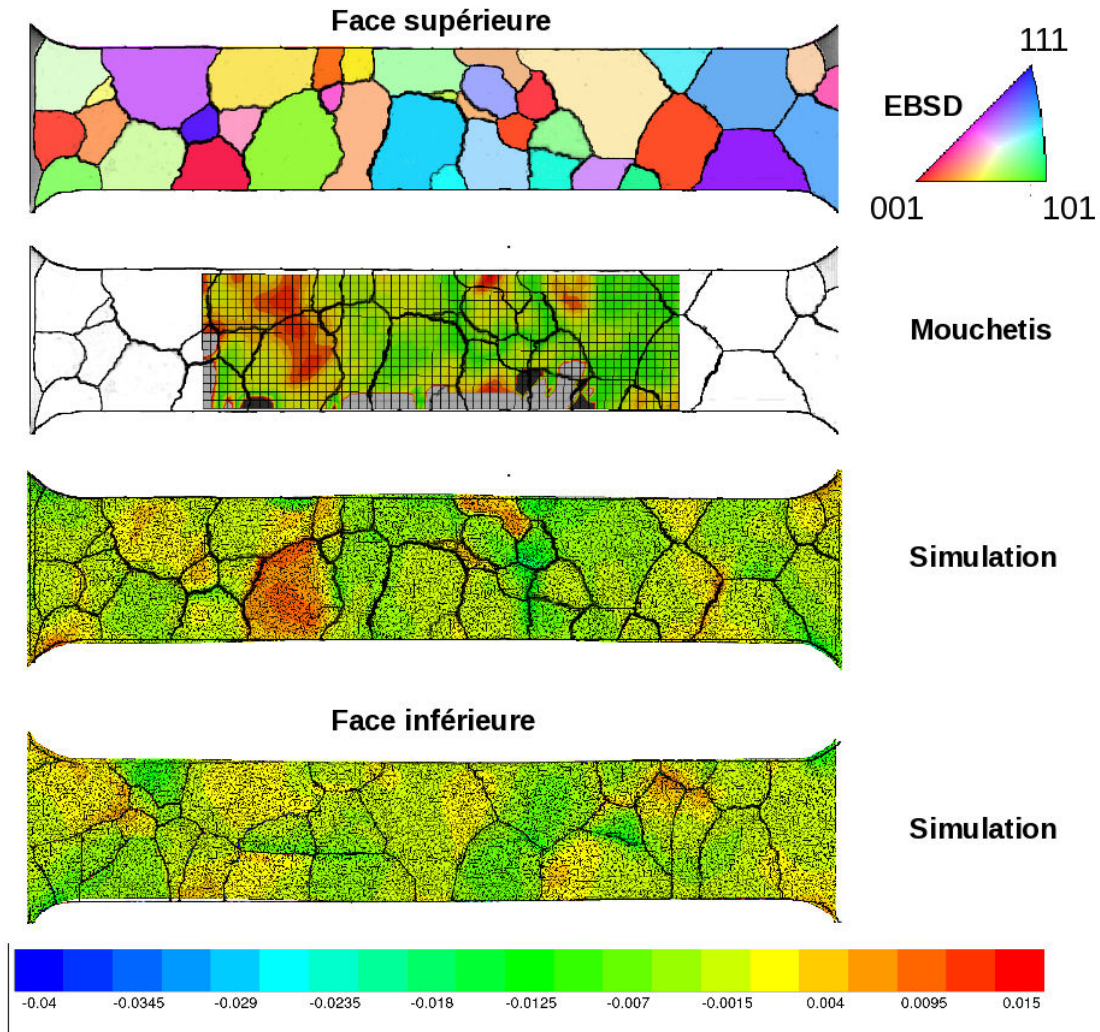 Face supérieure
111
EBSD
001
101
Mouchetis
Simulation
Face inférieure
Simulation
-0.04 -0.0345 -0.029 -0.0235 -0.018 -0.0125 -0.007 -0.0015 0.004 0.0095 0.015